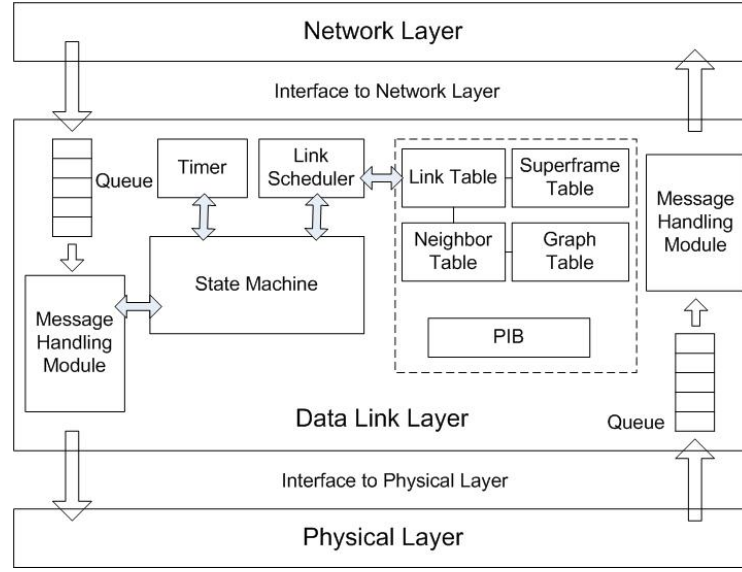 Network Layer
Interface to Network Layer
Queue
Timer
Link
Scheduler
Link Table
Superframe
Table
Neighbor
Table
Graph
Table
Message
Handling
Module
State Machine
Message
Handling
Module
PIB
Data Link Layer
Queue
Interface to Physical Layer
Physical Layer